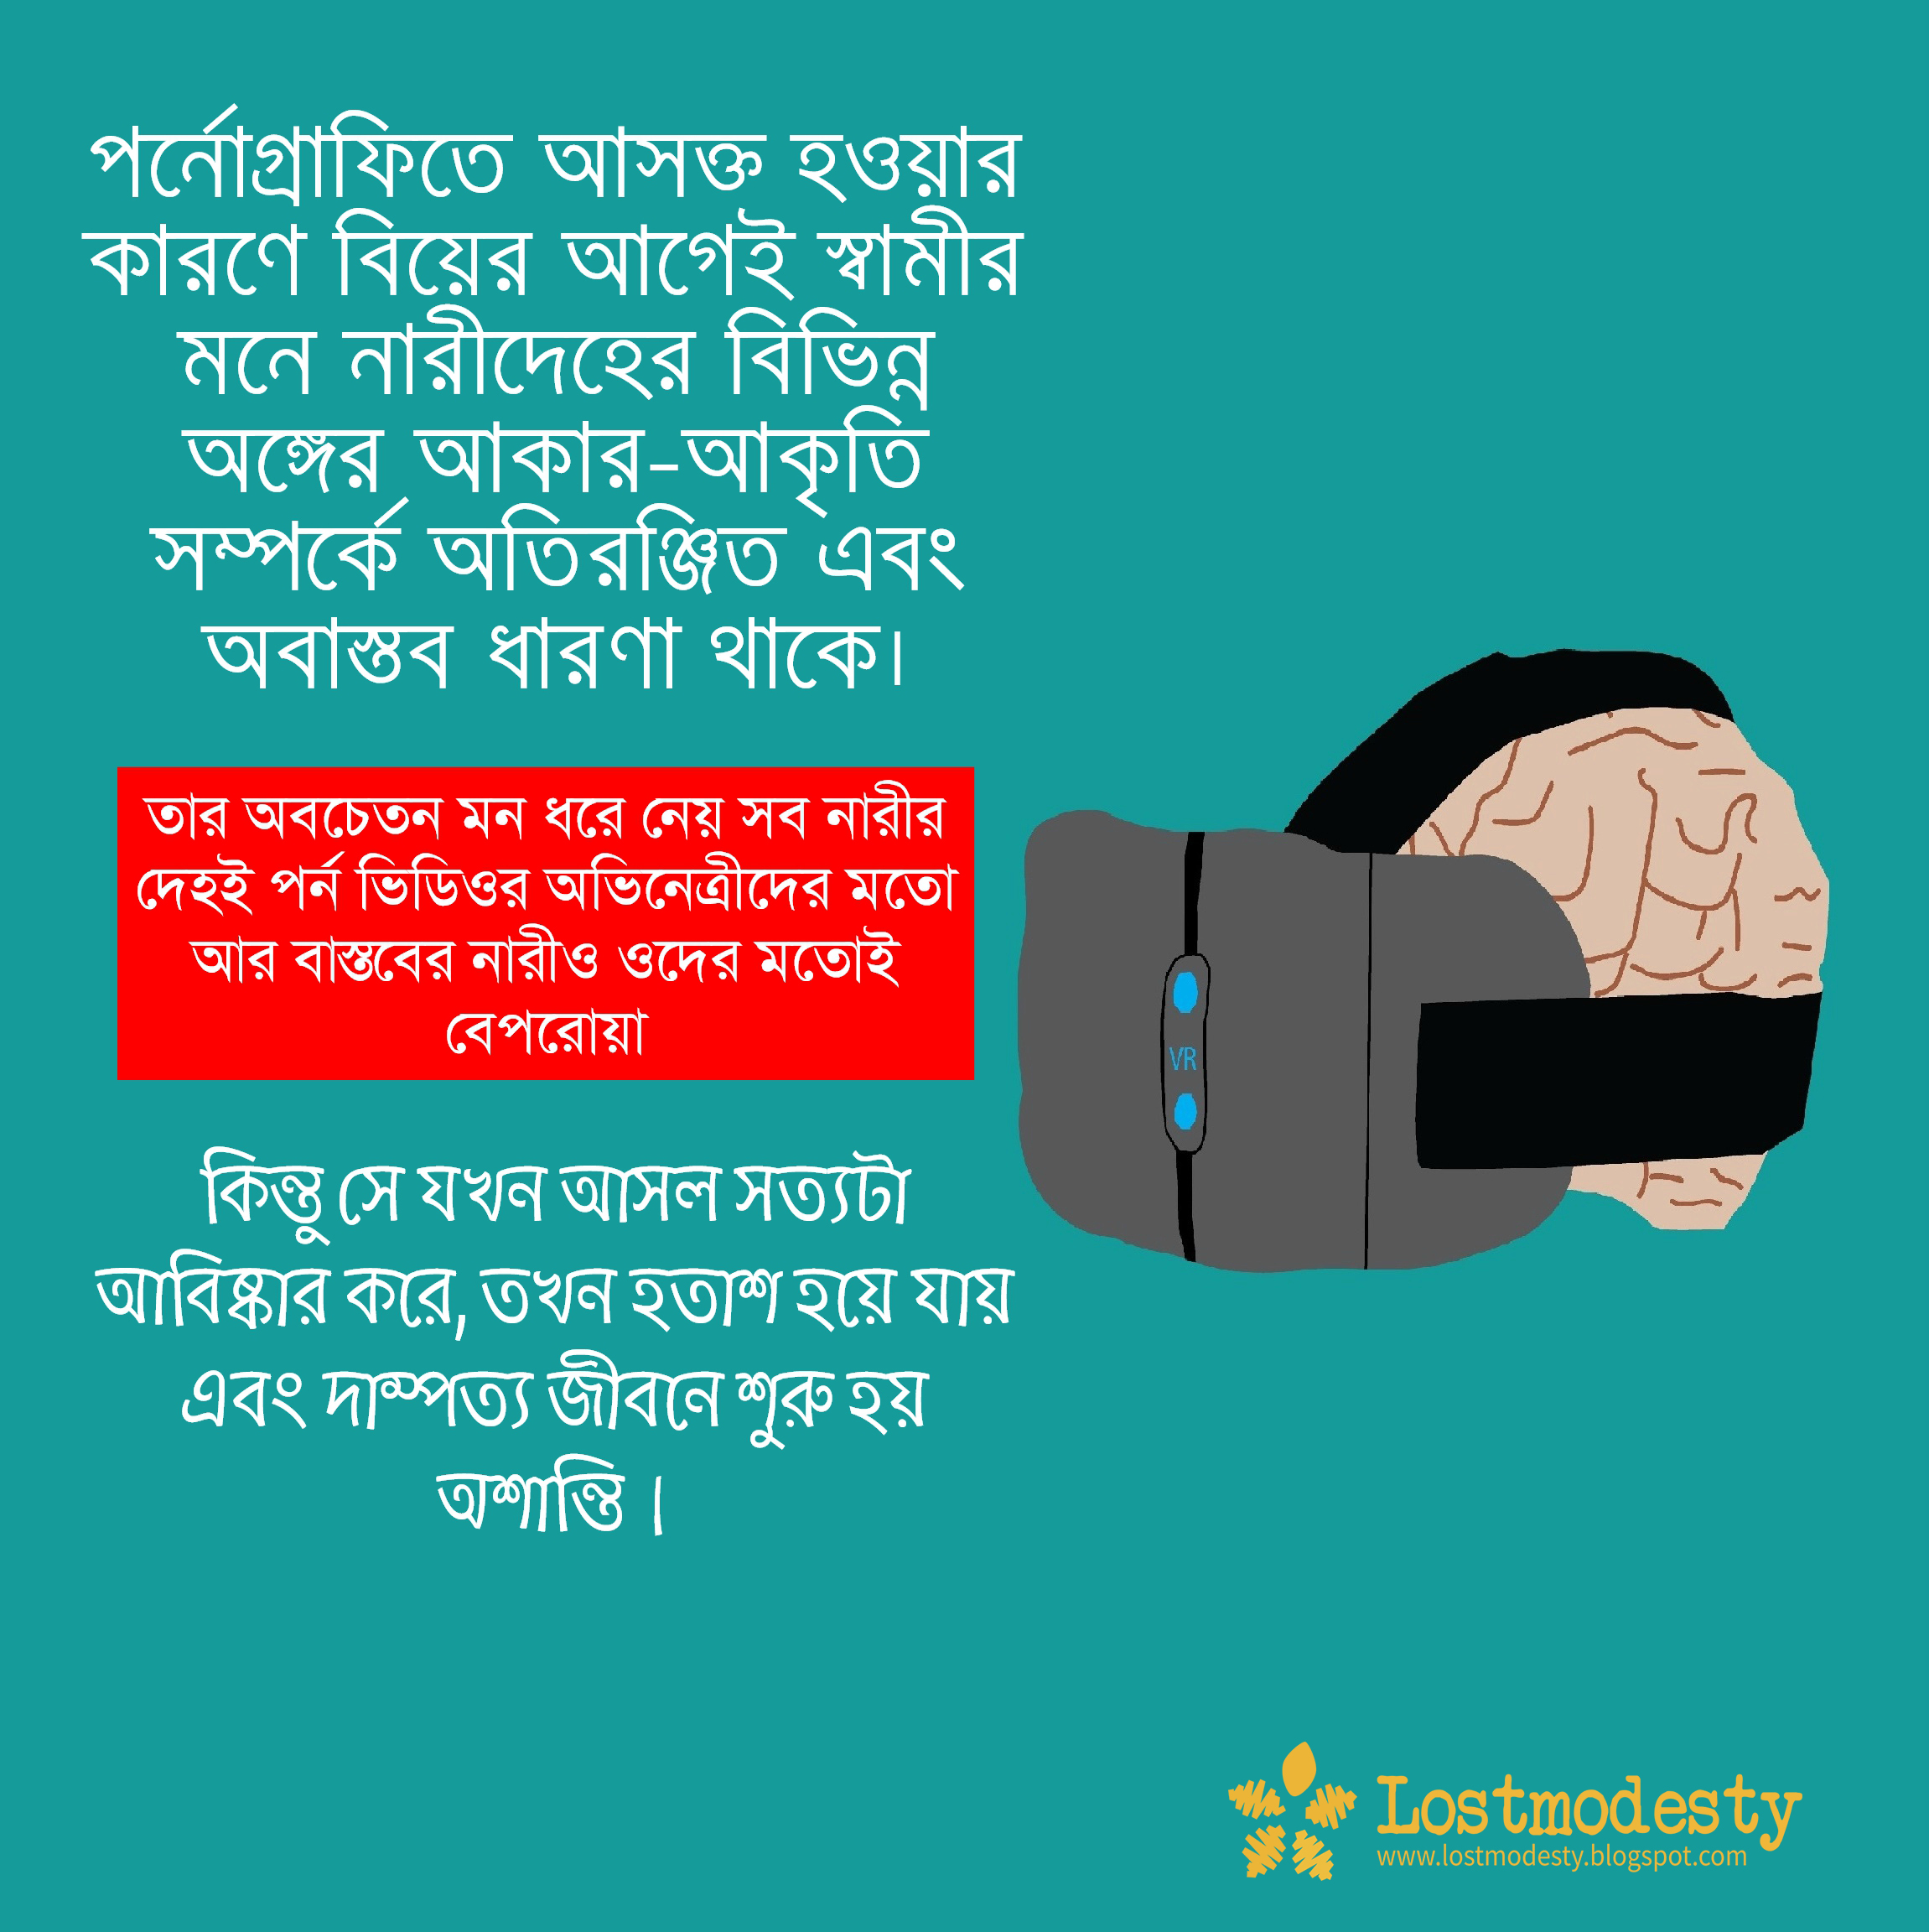 পর্নোগ্রাফিতে আসক্ত হওয়ার
কারণে বিয়ের আগেই স্বামীর
মনে নারীদেহের বিভিন্ন
অঙ্গের আকার-আকৃতি
সম্পর্কে অতিরঞ্জিত এবং
অবাস্তব ধারণা থাকে।
তার অবচেতন মন ধরে নেয় সব নারীর
দেহই পর্ন ভিডিওর অভিনেত্রীদের মতো
আর বাস্তবের নারীও ওদের মতোই
বেপরোয়া
কিন্তু সে যখন আসল সত্যটা
আবিষ্কার করে, তখন হতাশ হয়ে যায়
এবং দাম্পত্য জীবনে শুরু হয়
অশান্তি।
VR
Lostmodesty
www.lostmodesty.blogspot.com